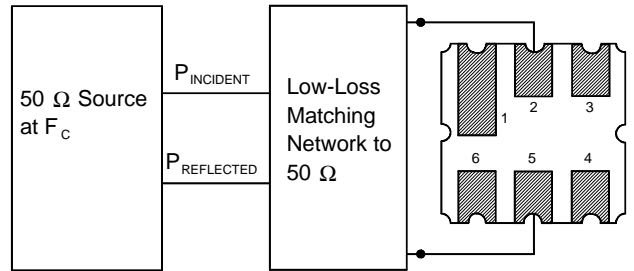 50 Ω Source
at F_C
P_INCIDENT
P_REFLECTED
Low-Loss
Matching
Network to
50 Ω
1
2
3
6
5
4